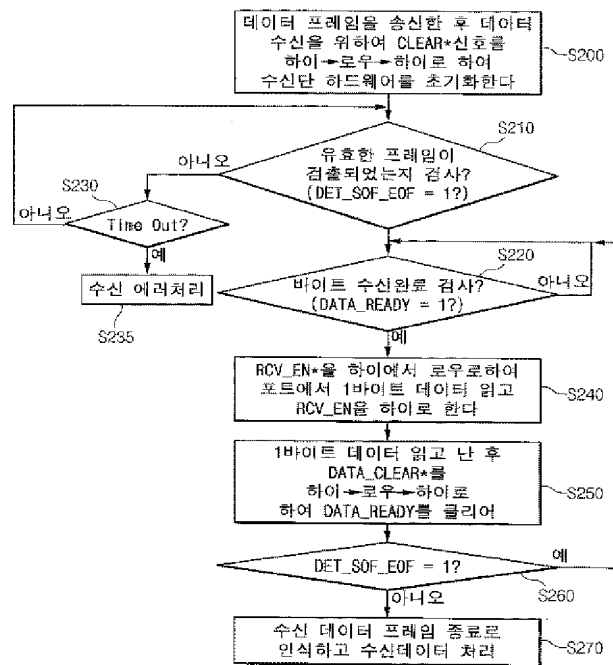 데이터 프레임을 송신한 후 데이터
수신을 위하여 CLEAR*신호를
하이→로우→하이로 하여
수신단 하드웨어를 초기화한다
S200
S210
아니오
유효한 프레임이
검출되었는지 검사?
(DET_SOF_EOF = 1?)
S230
아니오
Time Out?
예
S220
바이트 수신완료 검사?
(DATA_READY = 1?)
아니오
수신 에러처리
S235
예
RCV_EN*을 하이에서 로우로하여
포트에서 1바이트 데이터 읽고
RCV_EN을 하이로 한다
S240
1바이트 데이터 읽고 난 후
DATA_CLEAR*를
하이→로우→하이로
하여 DATA_READY를 클리어
S250
DET_SOF_EOF = 1?
예
S260
아니오
수신 데이터 프레임 종료로
인식하고 수신데이터 처리
S270